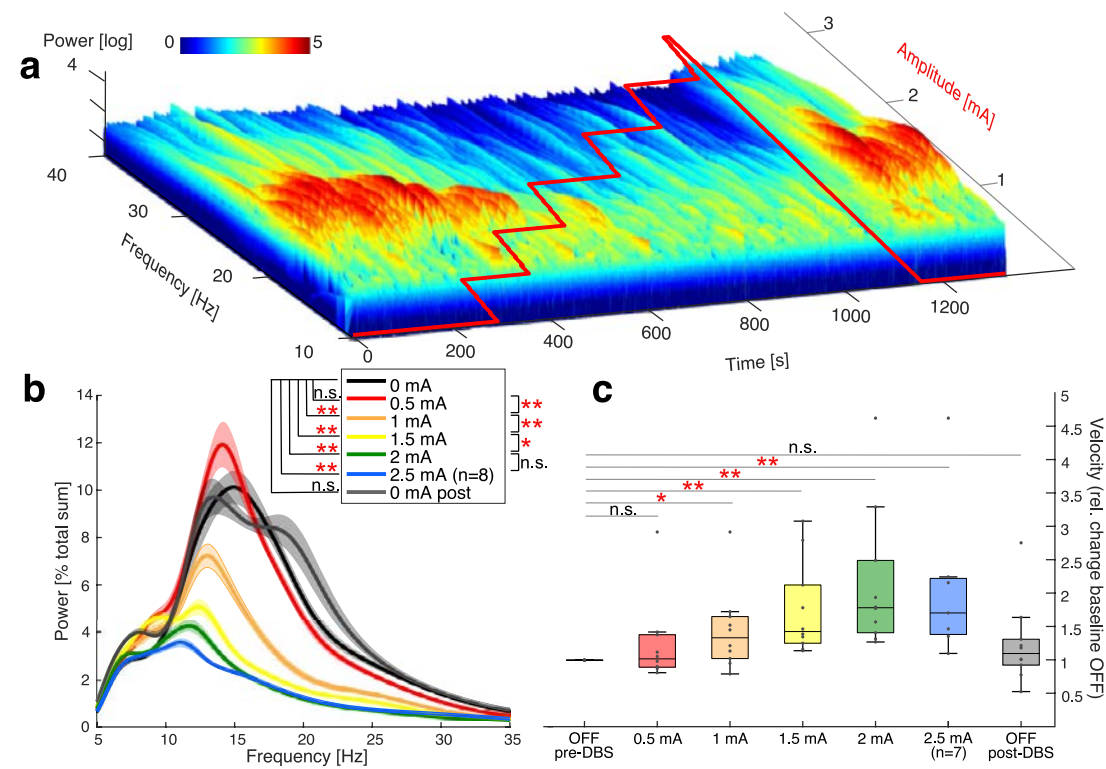 Power [log] 0 5
a
4
40
30
20
10
Frequency [Hz]
0
200
400
600
800
1000
1200
Time [s]
3
2
1
Amplitude [mA]
b
14
12
10
8
6
4
2
0
Power [% total sum]
5 10 15 20 25 30 35
Frequency [Hz]
0 mA
0.5 mA
1 mA
1.5 mA
2 mA
2.5 mA (n=8)
0 mA post
n.s.
**
**
**
**
n.s.
**
**
*
n.s.
c
n.s.
**
**
**
*
n.s.
5
4.5
4
3.5
3
2.5
2
1.5
1
0.5
Velocity (rel. change baseline OFF)
OFF
pre-DBS
0.5 mA
1 mA
1.5 mA
2 mA
2.5 mA
(n=7)
OFF
post-DBS